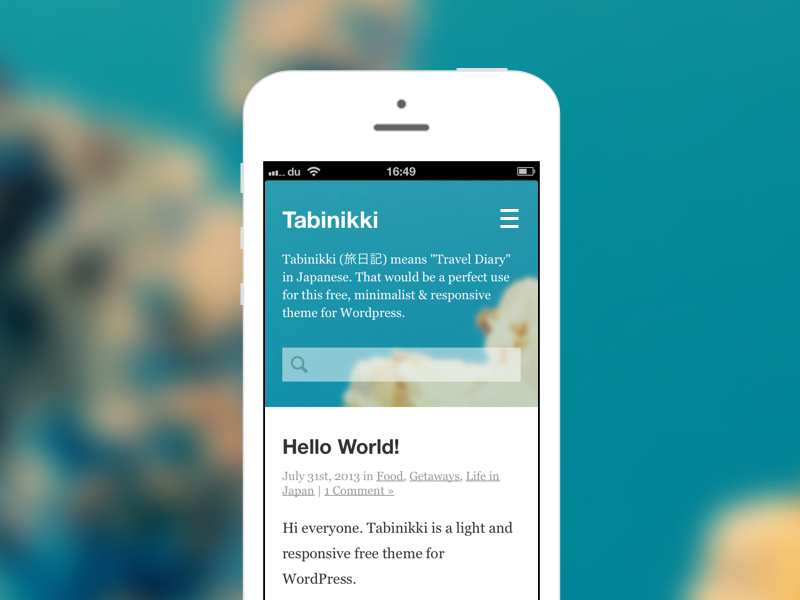 du 16:49
Tabinikki
Tabinikki (旅日記) means "Travel Diary"
in Japanese. That would be a perfect use
for this free, minimalist & responsive
theme for Wordpress.
Hello World!
July 31st, 2013 in Food, Getaways, Life in
Japan | 1 Comment »
Hi everyone. Tabinikki is a light and
responsive free theme for
WordPress.